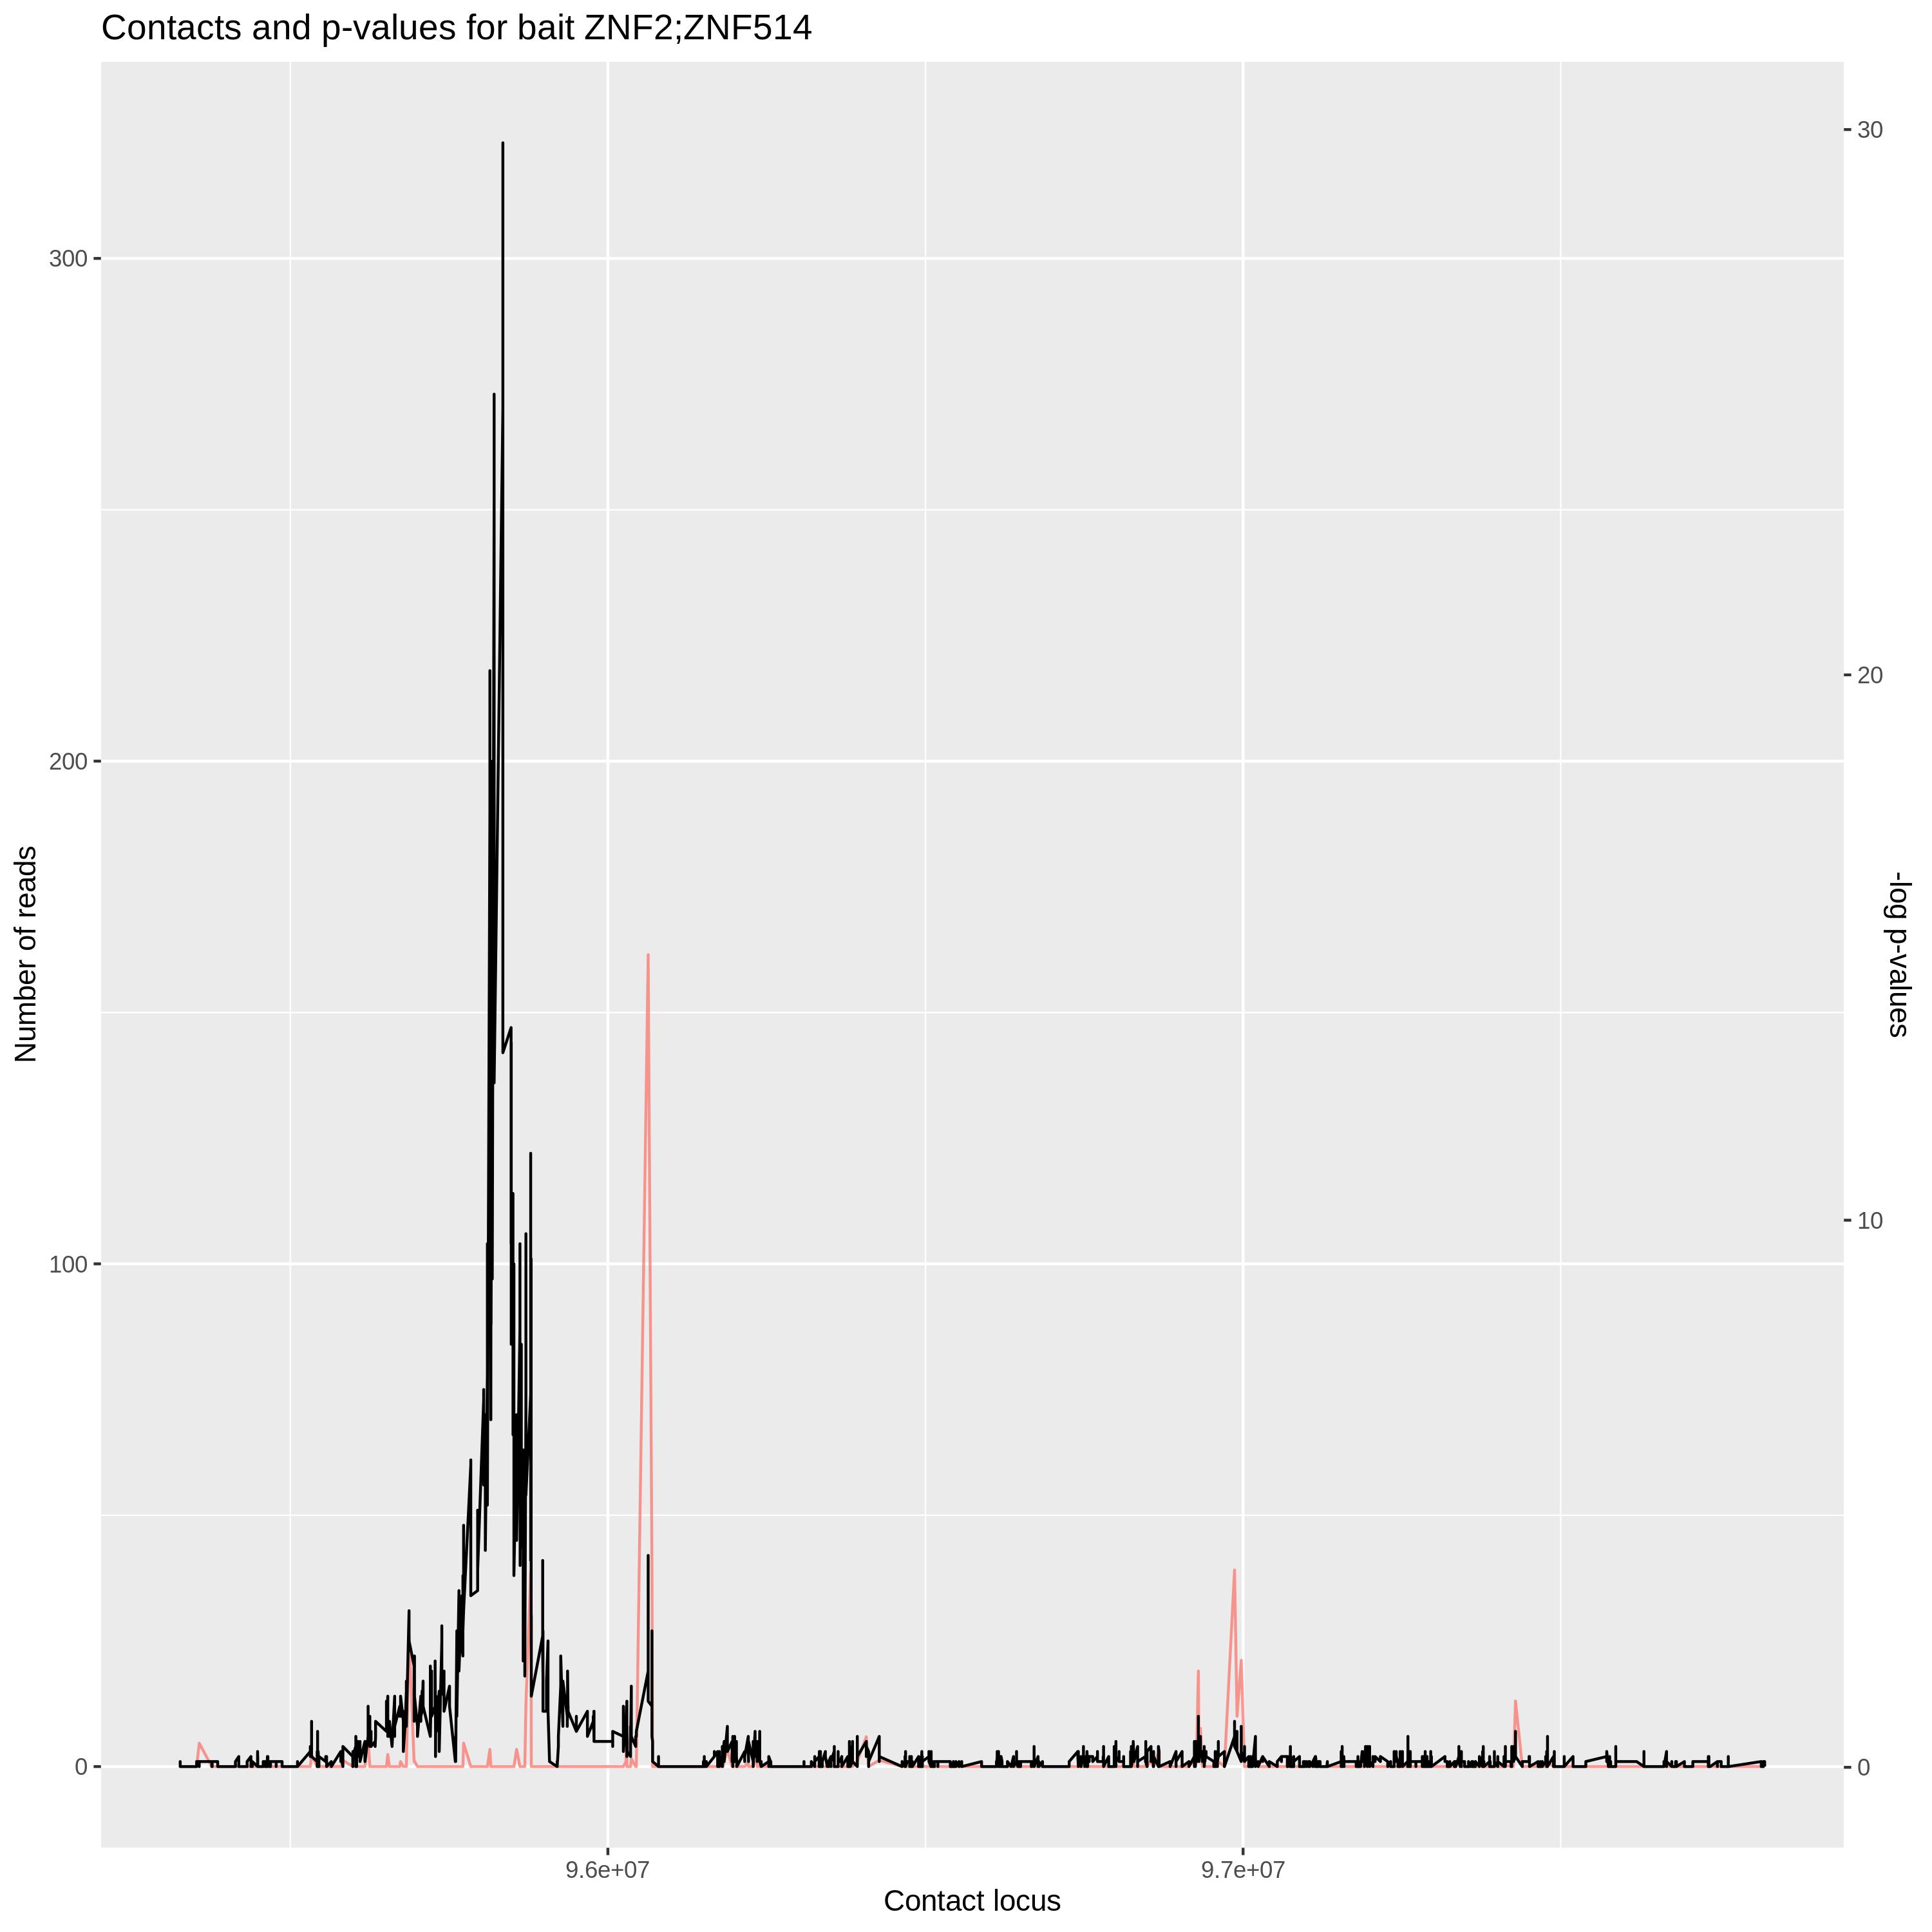 Contacts and p-values for bait ZNF2;ZNF514
300
200
100
0
Number of reads
30
20
10
0
-log p-values
9.6e+07
9.7e+07
Contact locus